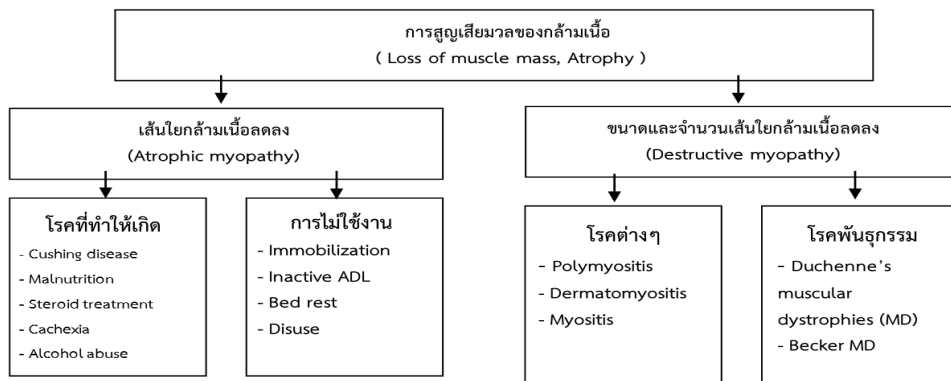 การสูญเสียมวลของกล้ามเนื้อ
( Loss of muscle mass, Atrophy )
เส้นใยกล้ามเนื้อลดลง
(Atrophic myopathy)
ขนาดและจำนวนเส้นใยกล้ามเนื้อลดลง
(Destructive myopathy)
โรคที่ทำให้เกิด
- Cushing disease
- Malnutrition
- Steroid treatment
- Cachexia
- Alcohol abuse
การไม่ใช้งาน
- Immobilization
- Inactive ADL
- Bed rest
- Disuse
โรคต่างๆ
- Polymyositis
- Dermatomyositis
- Myositis
โรคพันธุกรรม
- Duchenne’s
muscular
dystrophies (MD)
- Becker MD